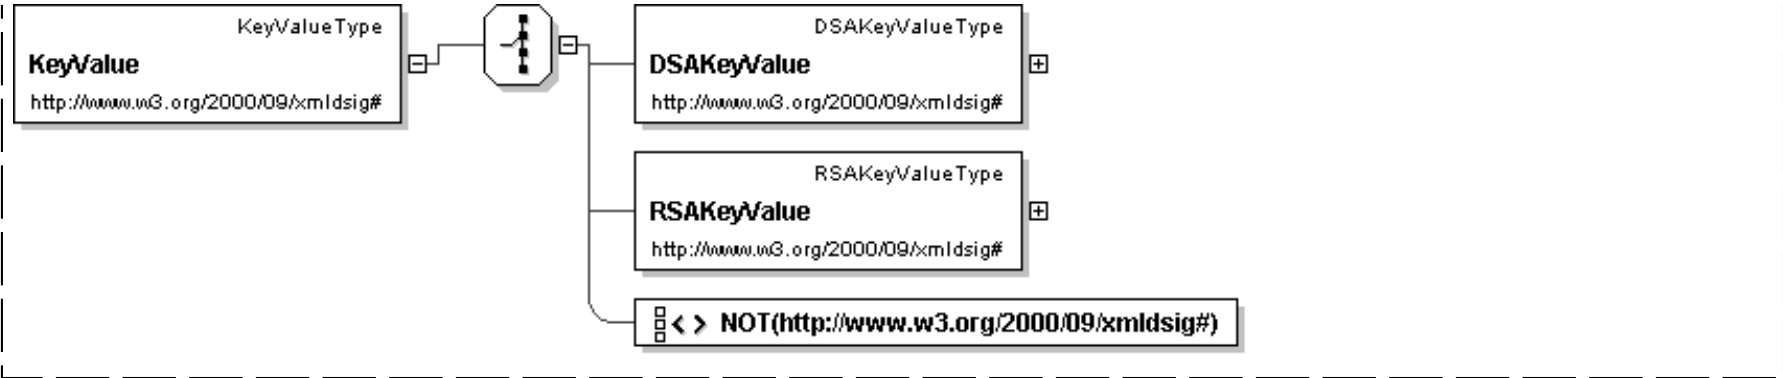 KeyValueType
KeyValue
http://www.w3.org/2000/09/xmldsig#
DSAKeyValueType
DSAKeyValue
http://www.w3.org/2000/09/xmldsig#
RSAKeyValueType
RSAKeyValue
http://www.w3.org/2000/09/xmldsig#
NOT(http://www.w3.org/2000/09/xmldsig#)